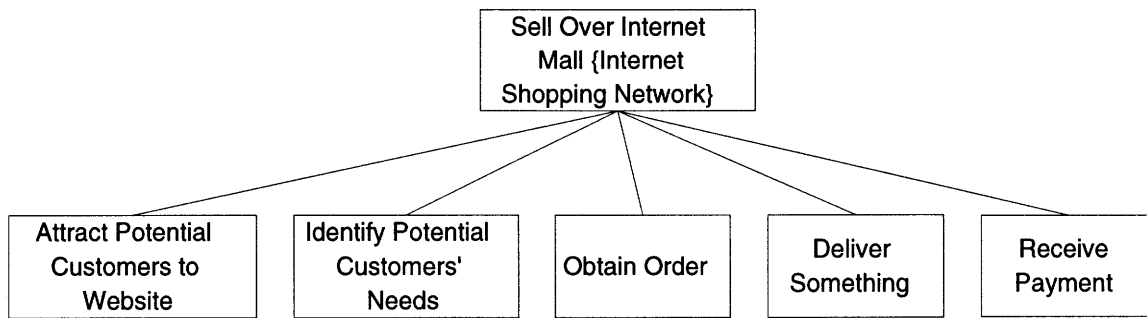 Sell Over Internet
Mall {Internet
Shopping Network}
Attract Potential
Customers to
Website
Identify Potential
Customers'
Needs
Obtain Order
Deliver
Something
Receive
Payment